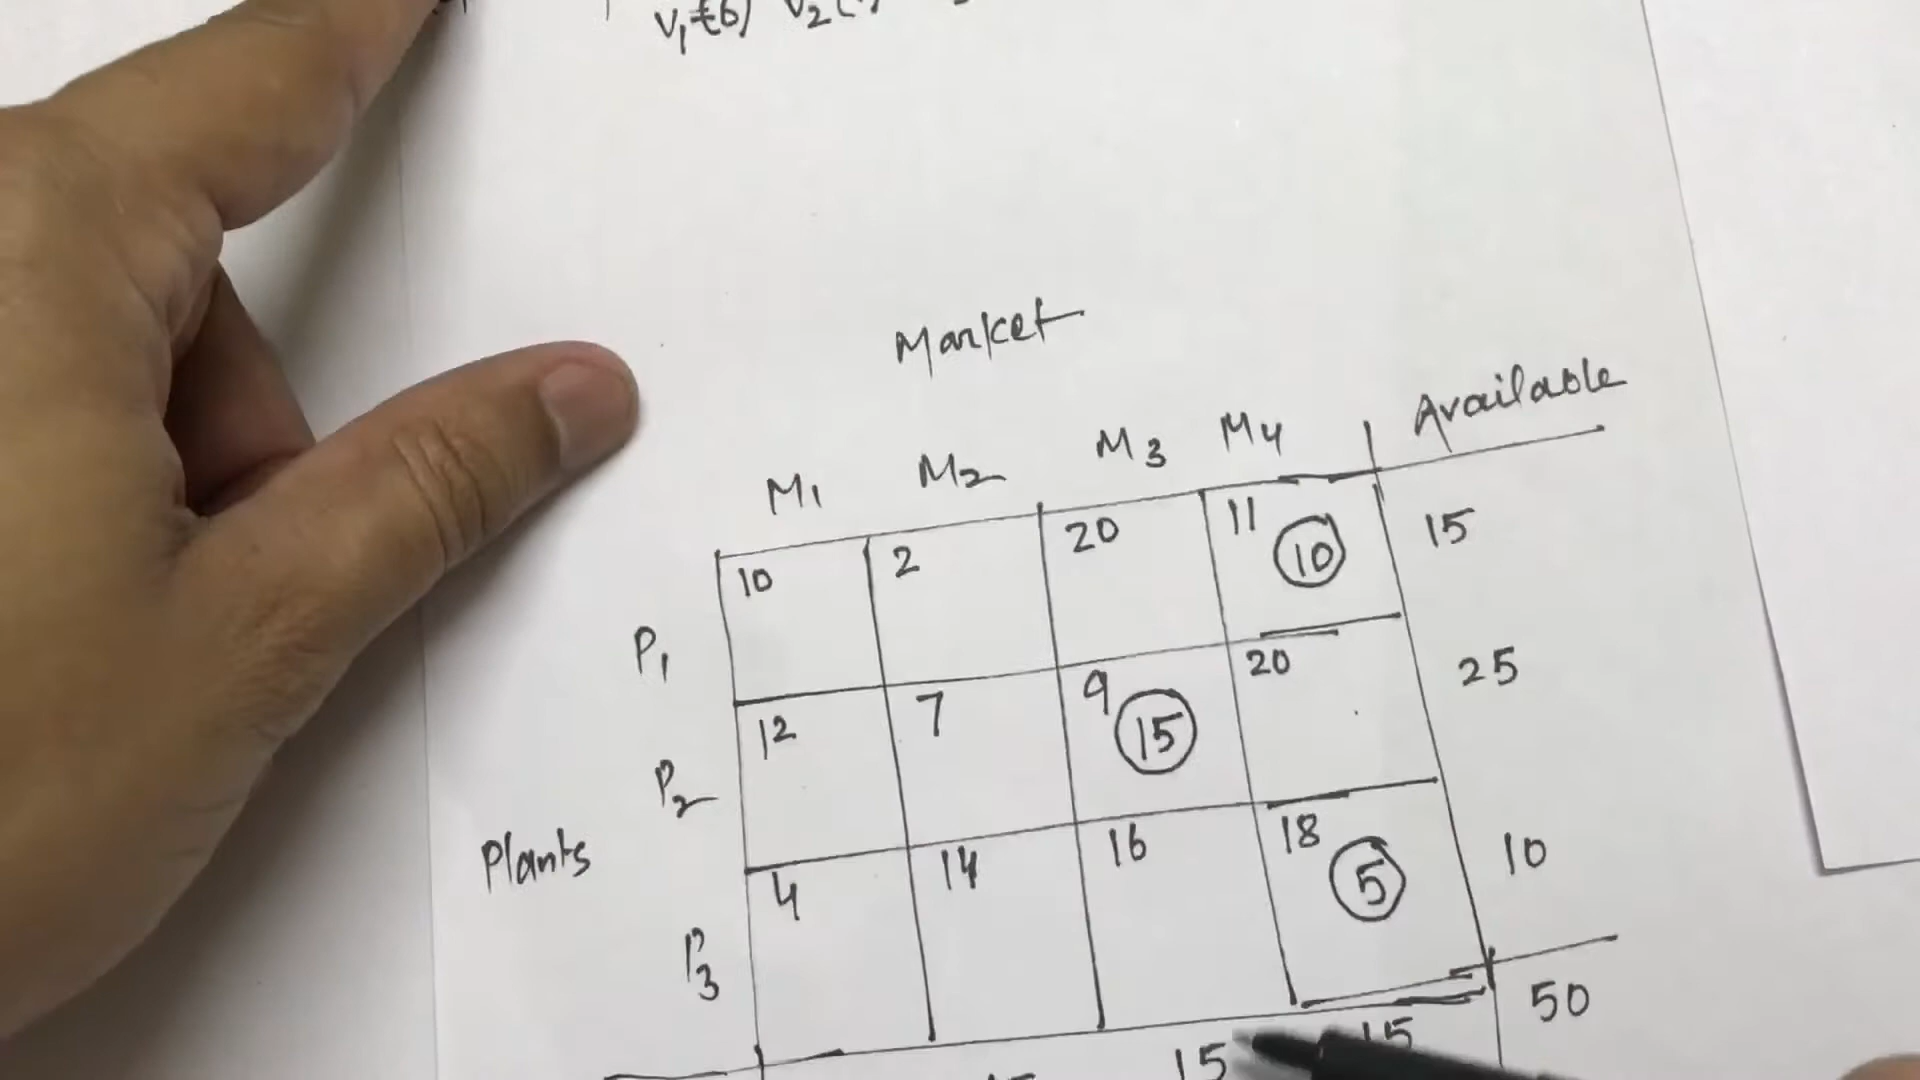 Market
M1 M2 M3 M4 Available
10 2 20 11 10 15
P1
12 7 9 15 20 25
P2
Plants
4 14 16 18 5 10
P3
15 15 50